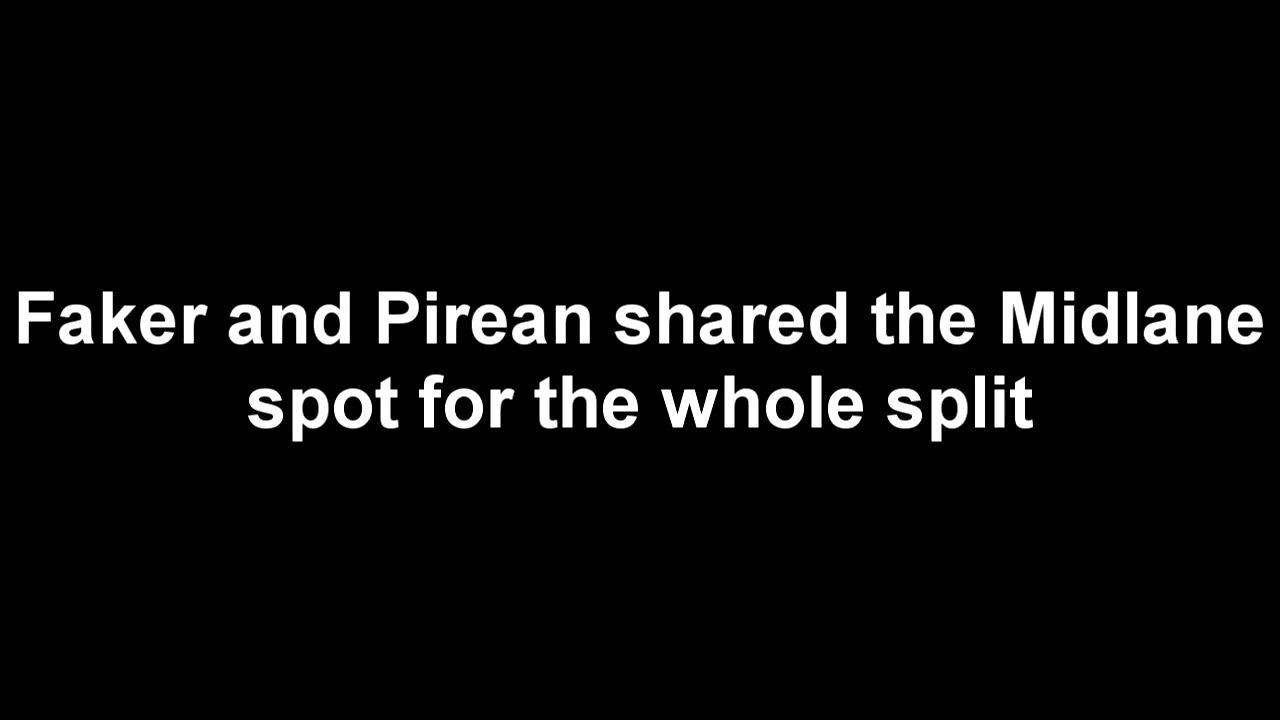 Faker and Pirean shared the Midlane
spot for the whole split